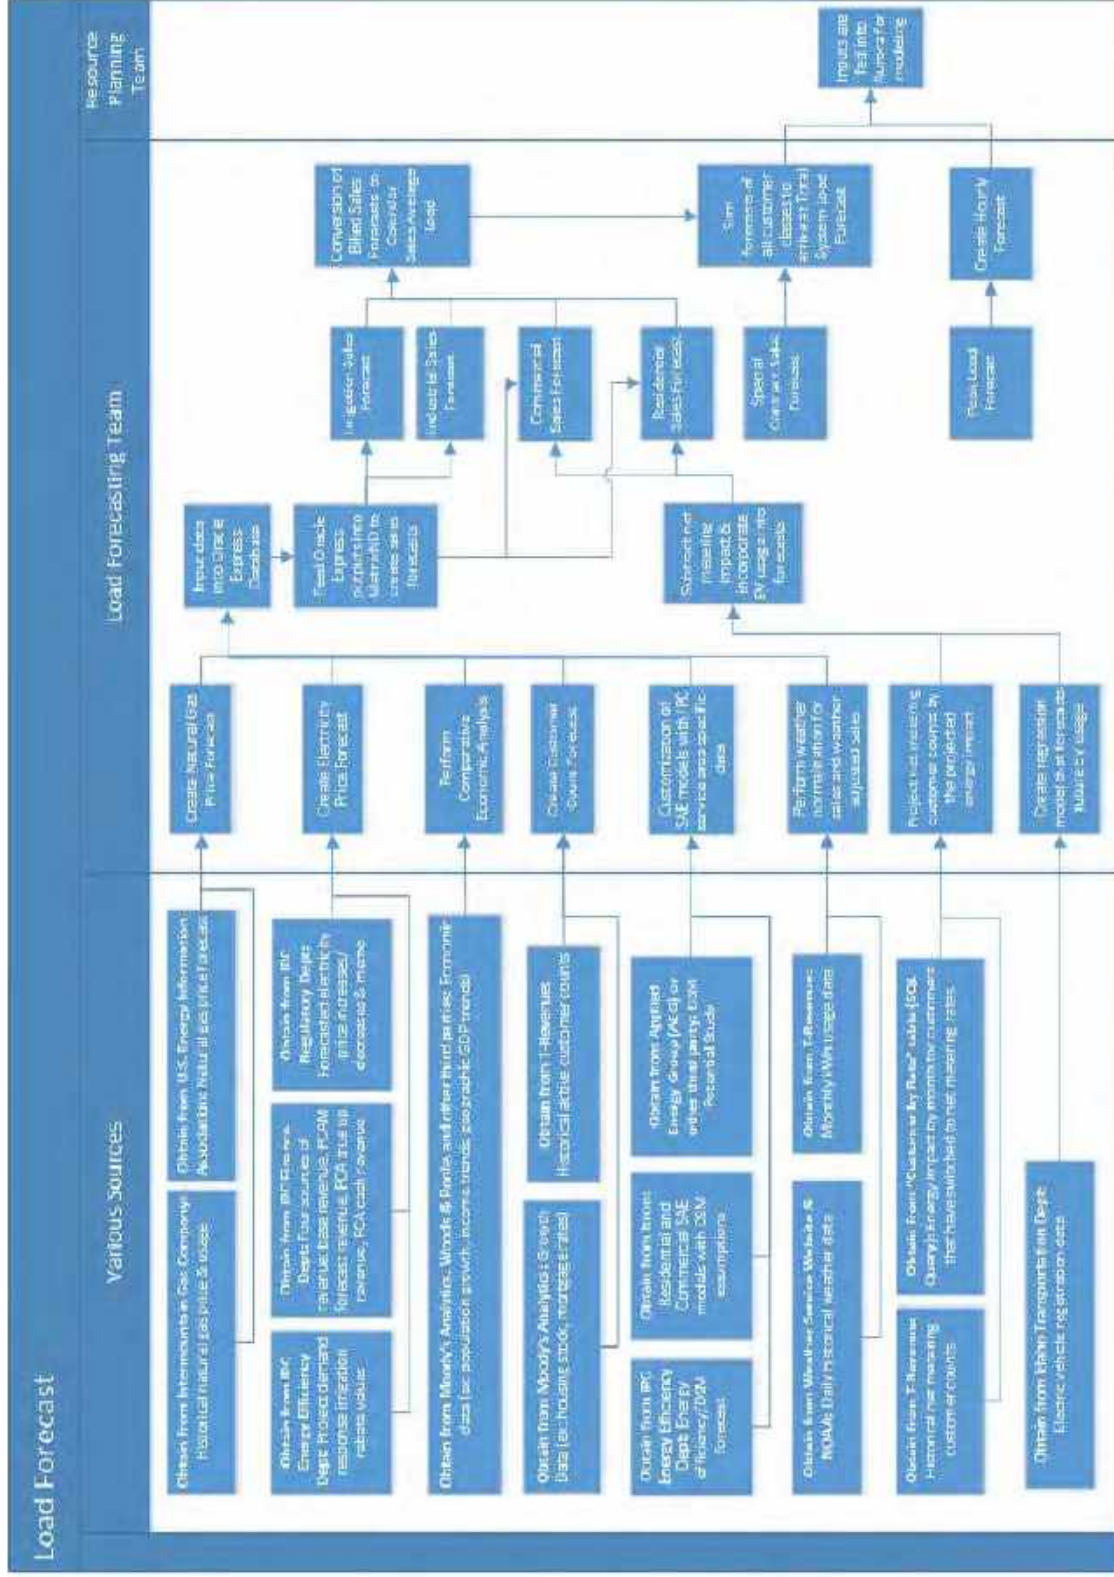 Load Forecast
Various Sources
Load Forecasting Team
Resource
Planning
Team
Obtain from Intermountain Gas Company:
Historical natural gas price & usage
Obtain from U.S. Energy Information
Association: Natural gas price forecast
Create Natural Gas
Price Forecast
Obtain from IPC
Energy Efficiency
Dept: Project demand
response irrigation
rebate values
Obtain from IPC Finance
Dept: Four sources of
revenue: base revenue, PCAM
forecast revenue, PCA true up
revenue, PCA cash revenue
Obtain from IPC
Regulatory Dept:
Forecasted electricity
price increases/
decreases &
Create Electricity
Price Forecast
Obtain from Moody's Analytics, Woods & Poole, and other third parties: Economic
data (ie: population growth, income, trends, geographic GDP trends)
Perform
Comparative
Economic Analysis
Obtain from Moody's Analytics: Growth
Data (ie: housing stock, mortgage rates)
Obtain from T-Revenues
Historical active customer counts
Create Customer
Count Forecast
Obtain from IPC
Energy Efficiency
Dept: Energy
efficiency/DSM
forecast
Obtain from Itron:
Residential and
Commercial SAE
models with DSM
assumptions
Obtain from Applied
Energy Group (AEG) or
other third party: DSM
Potential Study
Customization of
SAE models with IPC
service area specific
data
Obtain from Weather Service Website &
NOAA: Daily historical weather data
Obtain from T-Revenue:
Monthly kWh usage data
Perform weather
normalization for
sales and weather
adjusted sales
Obtain from T-Revenue:
Historical net metering
customer counts
Obtain from "Customer by Rate" data (SQL
Query): Energy impact by month for customers
that have switched to net metering rates
Project net metering
customer counts by
the projected
energy impact
Obtain from Idaho Transportation Dept:
Electric vehicle registration data
Create regression
model that forecasts
future EV usage
Input data
into Oracle
Express
Database
Feed Oracle
Express
outputs into
MetrixND to
create sales
forecasts
Subtract net
metering
impact &
incorporate
EV usage into
forecasts
Irrigation Sales
Forecast
Industrial Sales
Forecast
Commercial
Sales Forecast
Residential
Sales Forecast
Special
Contract Sales
Forecast
Peak Load
Forecast
Conversion of
Billed Sales
Forecasts to
Calendar
Sales/Average
Load
Sum
forecasts of
all customer
classes to
arrive at Total
System Load
Forecast
Create Hourly
Forecast
Inputs are
fed into
Aurora for
modeling